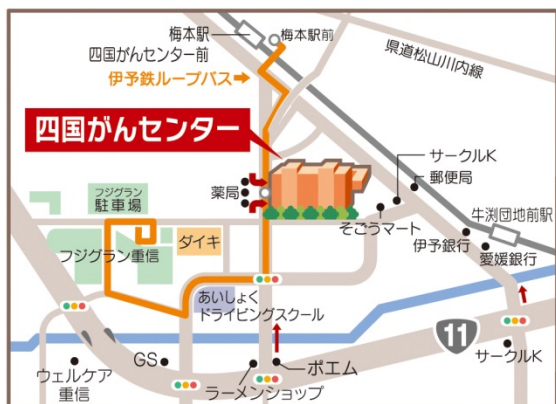 梅本駅
梅本駅前
四国がんセンター前
伊予鉄ループバス
県道松山川内線
四国がんセンター
サークルK
郵便局
薬局
フジグラン
駐車場
そごうマート
牛渕団地前駅
伊予銀行
愛媛銀行
フジグラン重信
ダイキ
あいしょく
ドライビングスクール
11
ウェルケア
重信
GS
ポエム
ラーメンショップ
サークルK